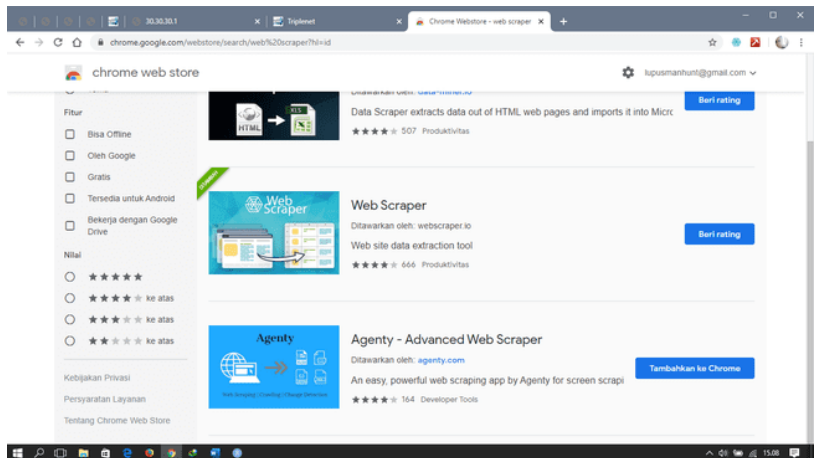 30.30.30.1
Triplenet
Chrome Webstore - web scraper
chrome.google.com/webstore/search/web%20scraper?hl=id
chrome web store
lupusmanhunt@gmail.com
Fitur
Bisa Offline
Oleh Google
Gratis
Tersedia untuk Android
Bekerja dengan Google
Drive
Nilai
ke atas
ke atas
ke atas
Kebijakan Privasi
Persyaratan Layanan
Tentang Chrome Web Store
HTML
XLS
Ditawarkan oleh: data-miner.io
Data Scraper extracts data out of HTML web pages and imports it into Micro
507 Produktivitas
Beri rating
Web
Scraper
Web Scraper
Ditawarkan oleh: webscraper.io
Web site data extraction tool
666 Produktivitas
Beri rating
Agenty
Web Scraping | Crawling | Change Detection
Agenty - Advanced Web Scraper
Ditawarkan oleh: agenty.com
An easy, powerful web scraping app by Agenty for screen scrapi
164 Developer Tools
Tambahkan ke Chrome
15.08